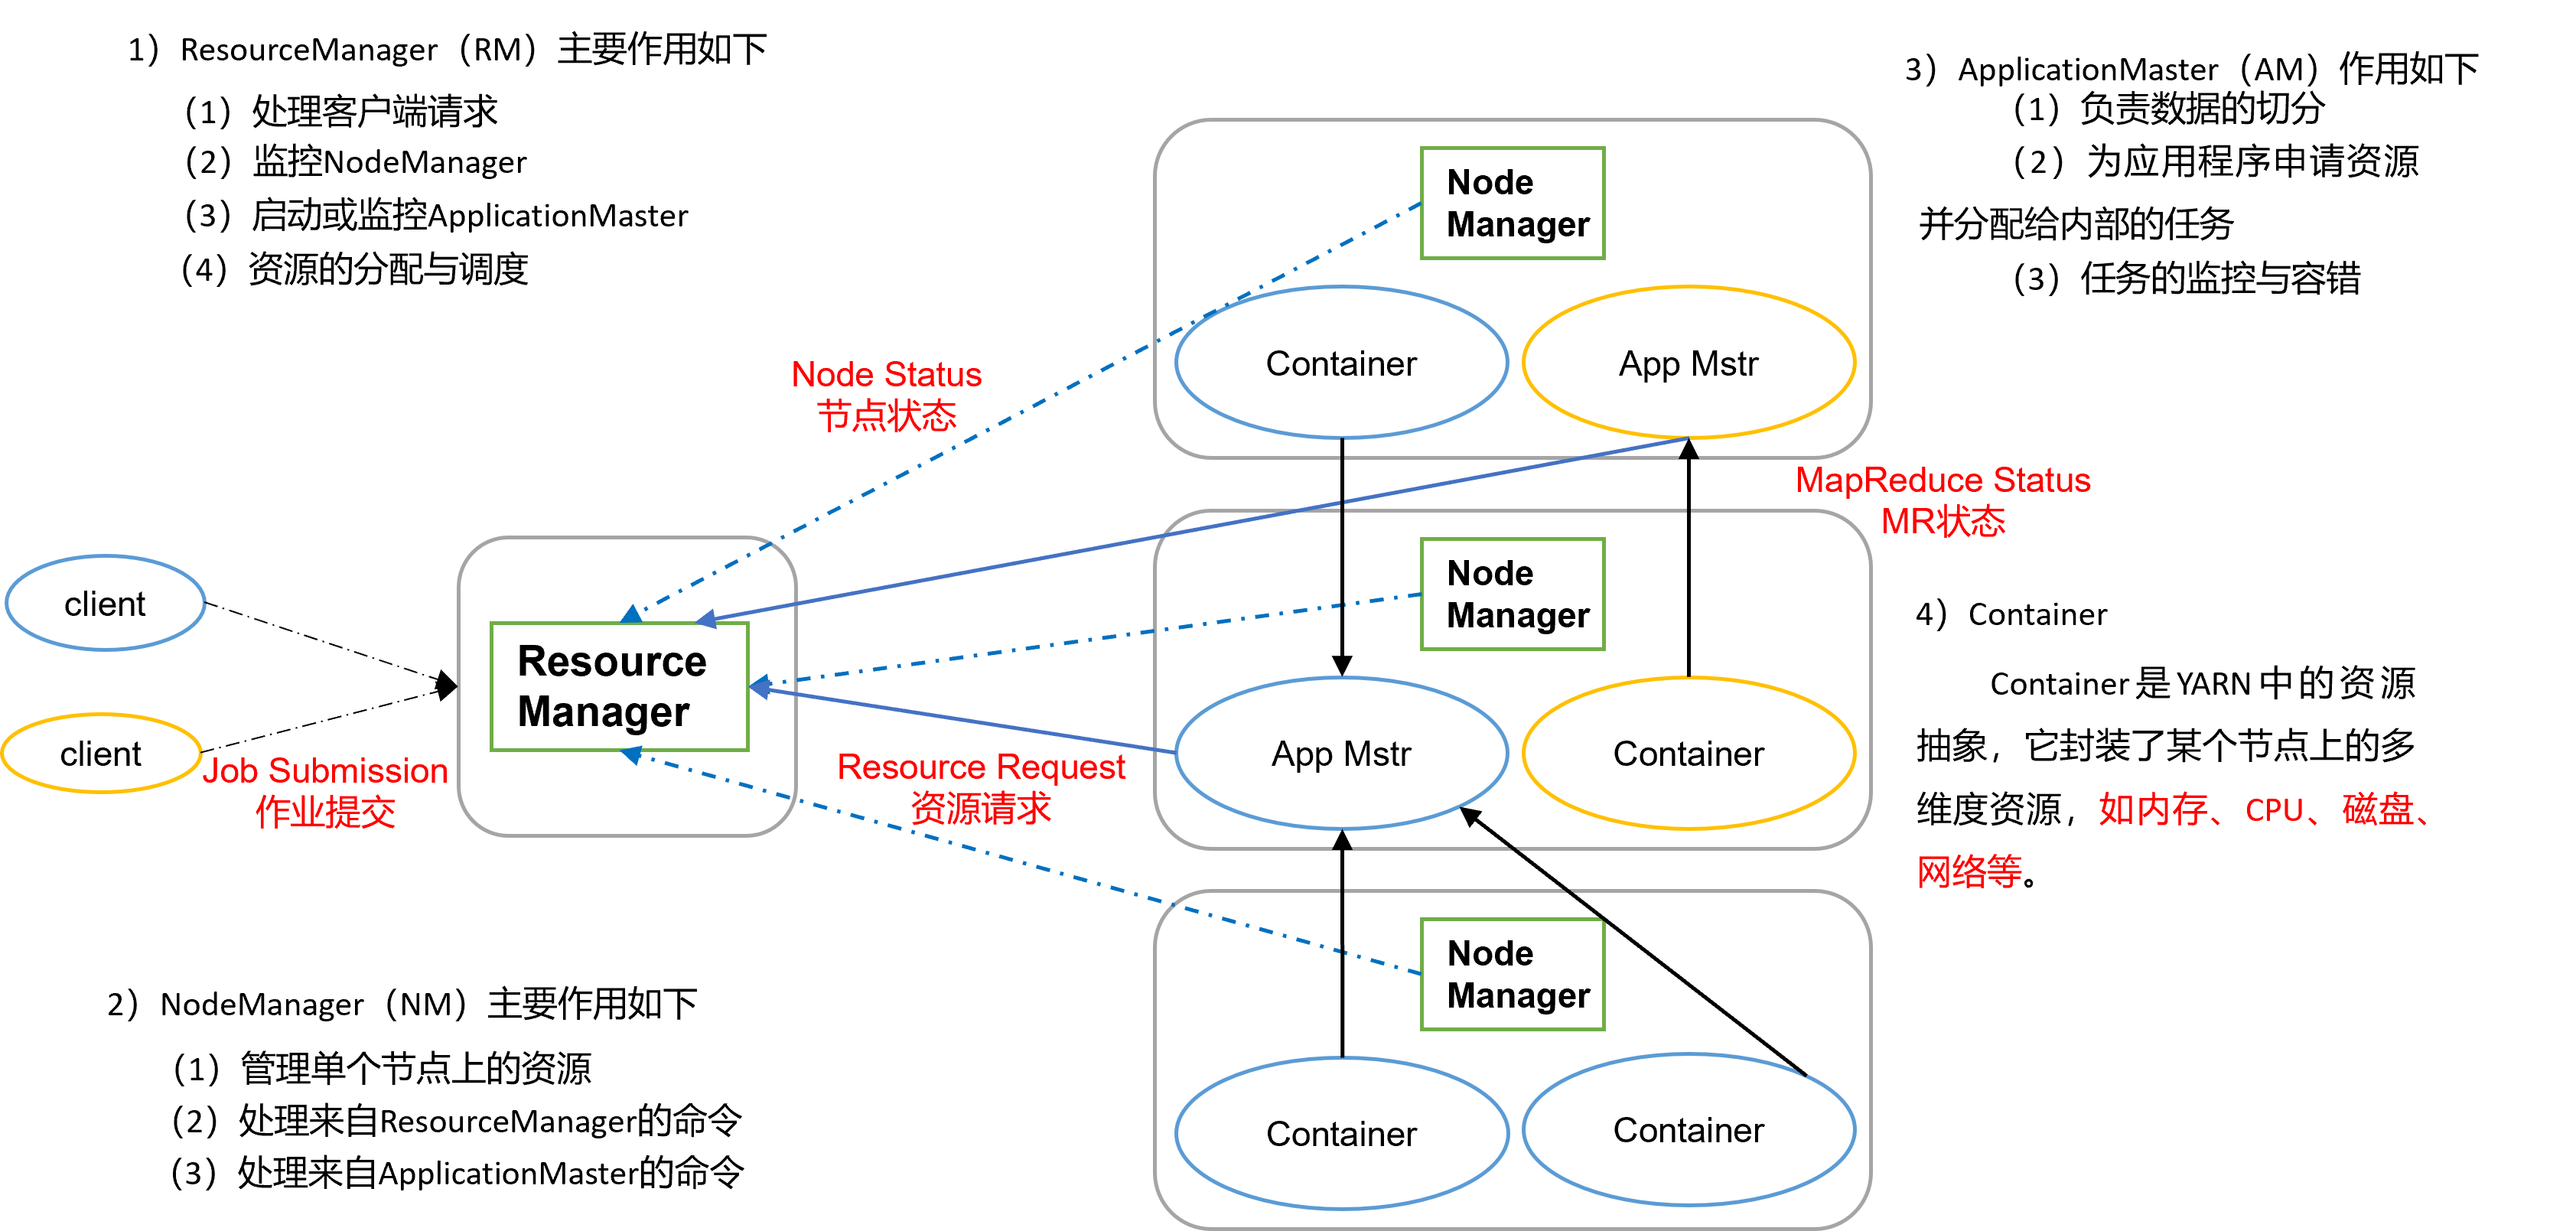 1）ResourceManager（RM）主要作用如下
（1）处理客户端请求
（2）监控NodeManager
（3）启动或监控ApplicationMaster
（4）资源的分配与调度
3）ApplicationMaster（AM）作用如下
（1）负责数据的切分
（2）为应用程序申请资源
并分配给内部的任务
（3）任务的监控与容错
Node
Manager
Container
App Mstr
Node Status
节点状态
MapReduce Status
MR状态
client
client
Job Submission
作业提交
Resource
Manager
Resource Request
资源请求
Node
Manager
App Mstr
Container
4）Container
Container是YARN中的资源
抽象，它封装了某个节点上的多
维度资源，如内存、CPU、磁盘、
网络等。
Node
Manager
Container
Container
2）NodeManager（NM）主要作用如下
（1）管理单个节点上的资源
（2）处理来自ResourceManager的命令
（3）处理来自ApplicationMaster的命令